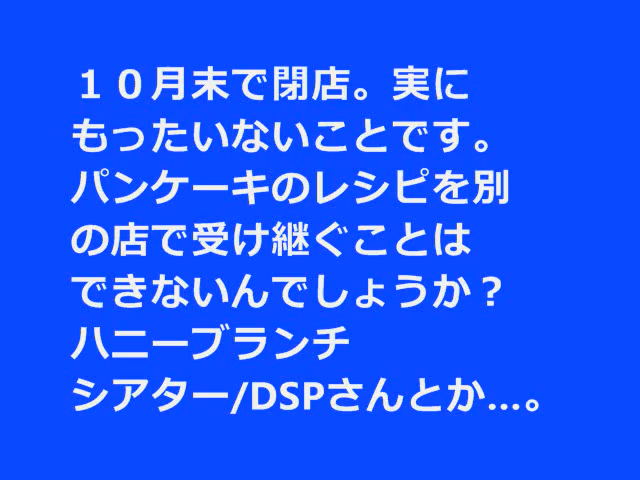 １０月末で閉店。実に
もったいないことです。
パンケーキのレシピを別
の店で受け継ぐことは
できないんでしょうか？
ハニーブランチ
シアター/DSPさんとか…。